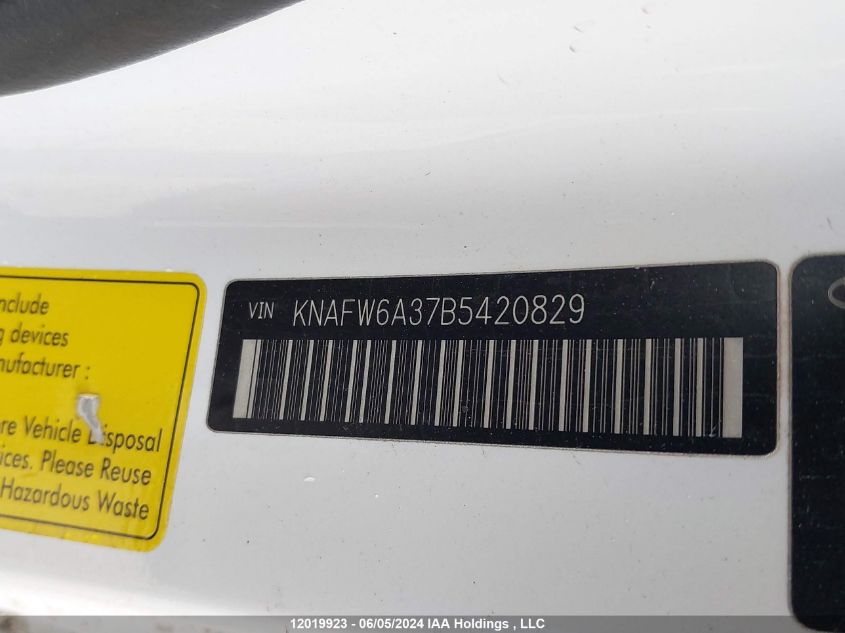 nclude
g devices
nufacturer :
ore Vehicle Disposal
ices. Please Reuse
Hazardous Waste
VIN KNAFW6A37B5420829
12019923 - 06/05/2024 IAA Holdings , LLC